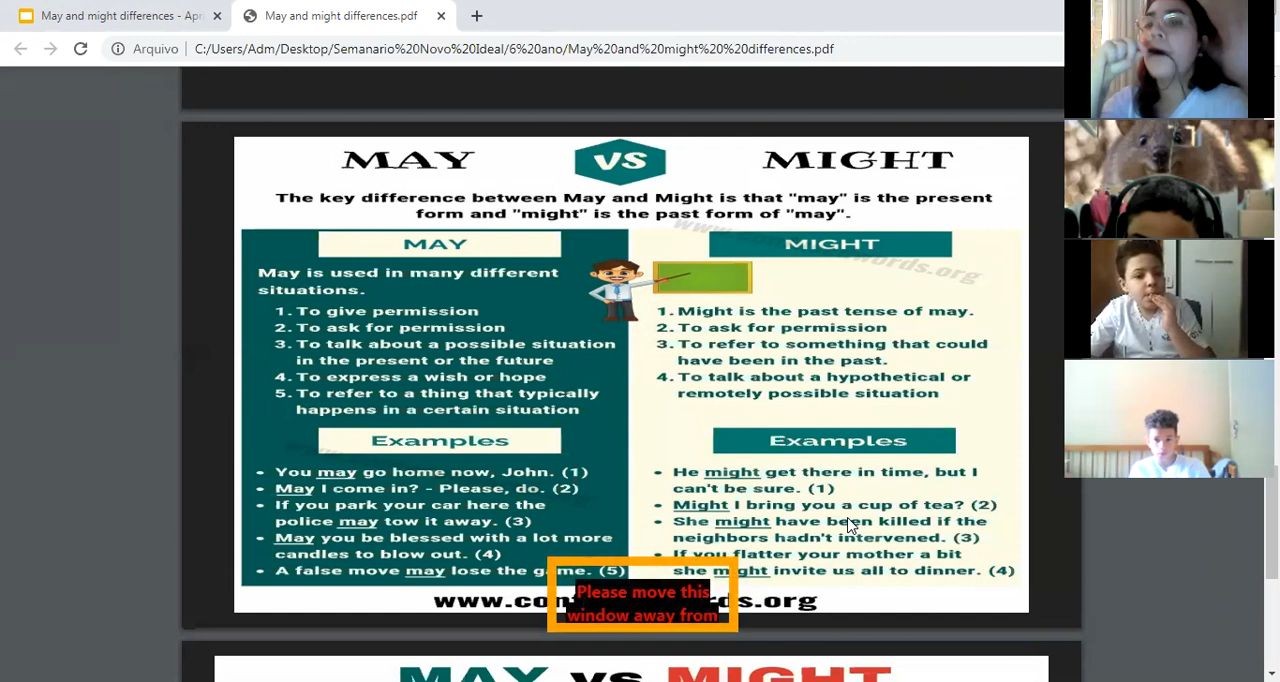 May and might differences - Apr
May and might differences.pdf
Arquivo
C:/Users/Adm/Desktop/Semanario%20Novo%20Ideal/6%20ano/May%20and%20might%20%20differences.pdf
MAY
VS
MIGHT
The key difference between May and Might is that "may" is the present
form and "might" is the past form of "may".
MAY
May is used in many different
situations.
1. To give permission
2. To ask for permission
3. To talk about a possible situation
in the present or the future
4. To express a wish or hope
5. To refer to a thing that typically
happens in a certain situation
Examples
• You may go home now, John. (1)
• May I come in? - Please, do. (2)
• If you park your car here the
police may tow it away. (3)
• May you be blessed with a lot more
candles to blow out. (4)
• A false move may lose the game. (5)
MIGHT
1. Might is the past tense of may.
2. To ask for permission
3. To refer to something that could
have been in the past.
4. To talk about a hypothetical or
remotely possible situation
Examples
• He might get there in time, but I
can't be sure. (1)
• Might I bring you a cup of tea? (2)
• She might have been killed if the
neighbors hadn't intervened. (3)
• If you flatter your mother a bit
she might invite us all to dinner. (4)
Please move this
window away from
MAY vs MIGHT